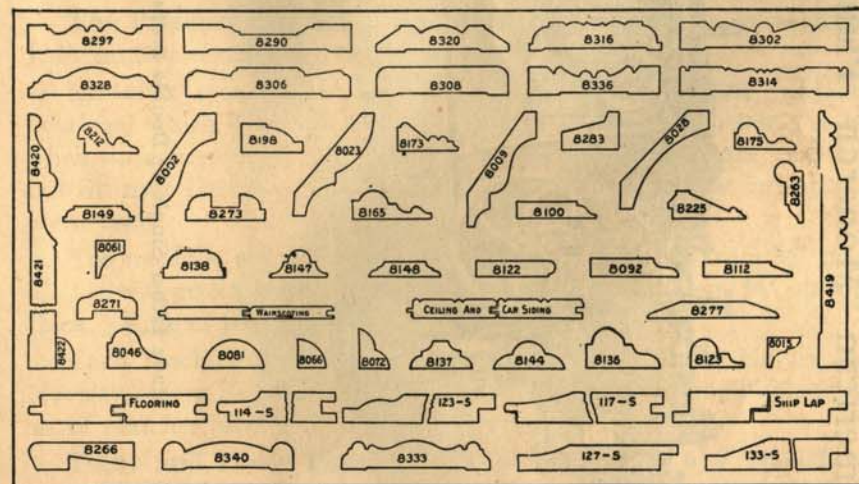 8297 8290 8320 8316 8302
8328 8306 8308 8336 8314
8420 8212 8002 8198 8023 8173 8009 8283 8028 8175
8149 8273 8165 8100 8225 8263
8421 8061 8138 8147 8148 8122 8092 8112 8419
8271 WAINSCOTING CEILING AND CAR SIDING 8277
8422 8046 8081 8066 8072 8137 8144 8136 8123 8015
FLOORING 114-S 123-S 117-S SHIP LAP
8266 8340 8333 127-S 133-S